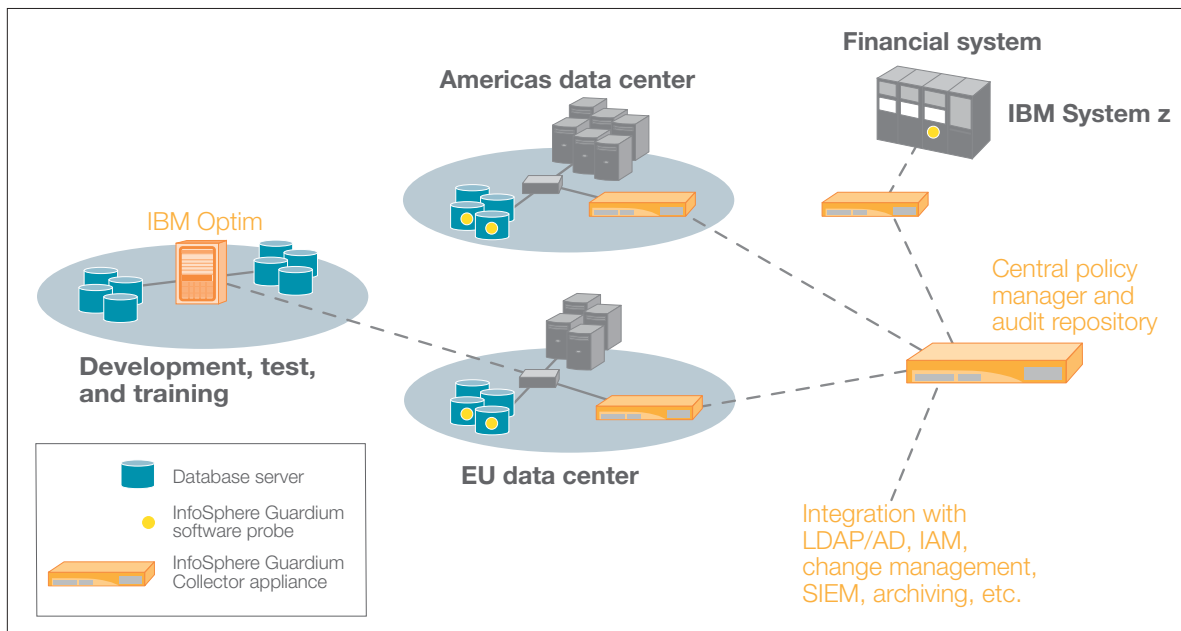 Financial system
Americas data center
IBM System z
IBM Optim
Central policy
manager and
audit repository
Development, test,
and training
EU data center
Database server
InfoSphere Guardium
software probe
InfoSphere Guardium
Collector appliance
Integration with
LDAP/AD, IAM,
change management,
SIEM, archiving, etc.